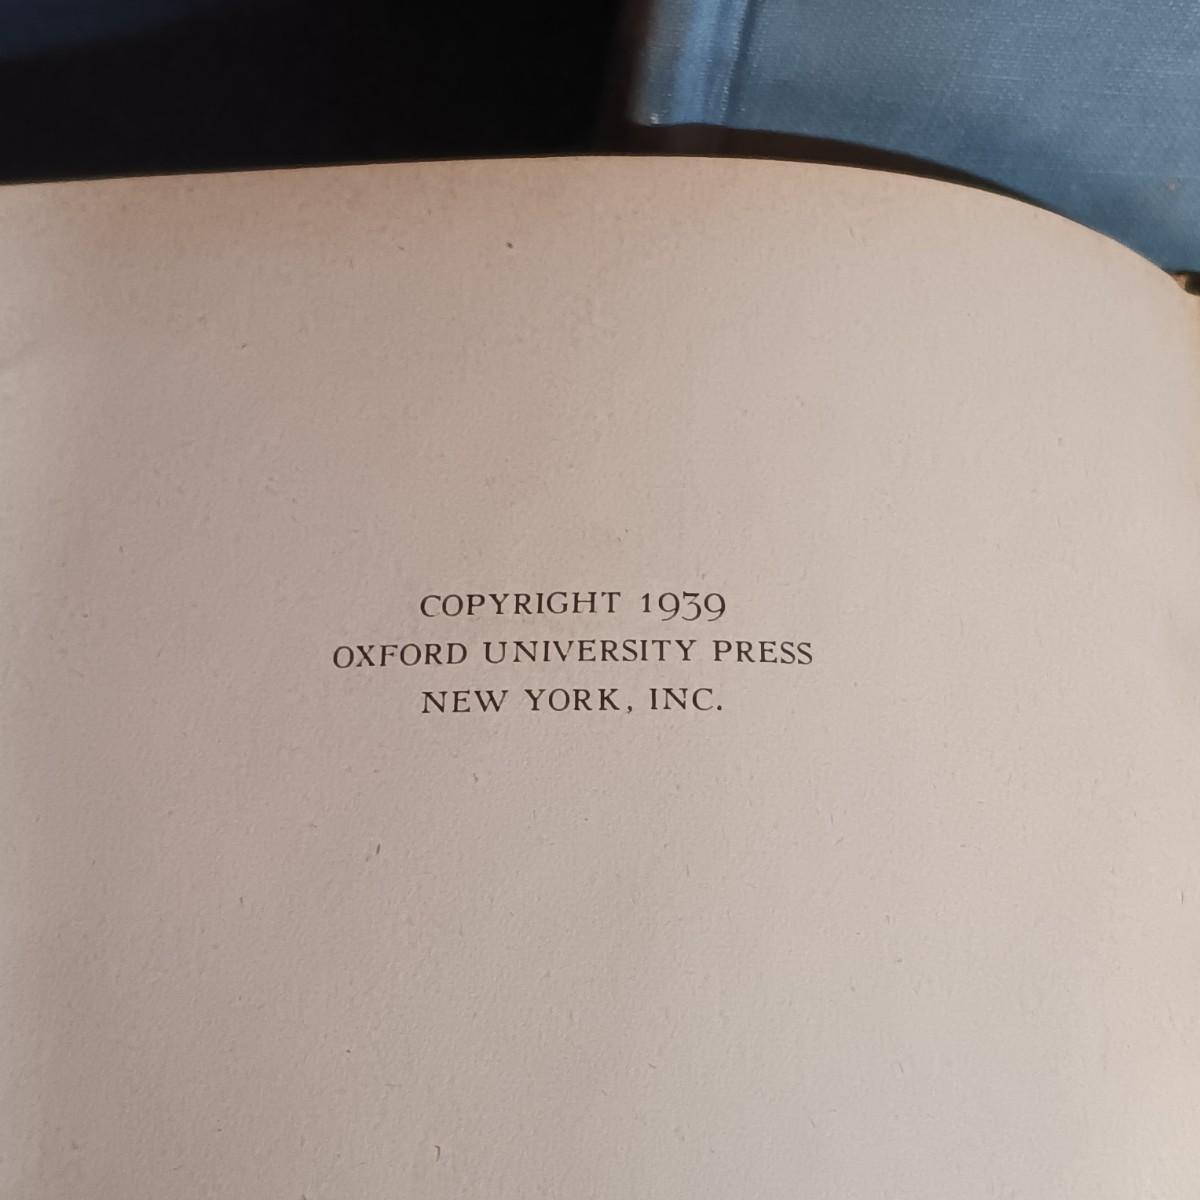 COPYRIGHT 1939
OXFORD UNIVERSITY PRESS
NEW YORK, INC.